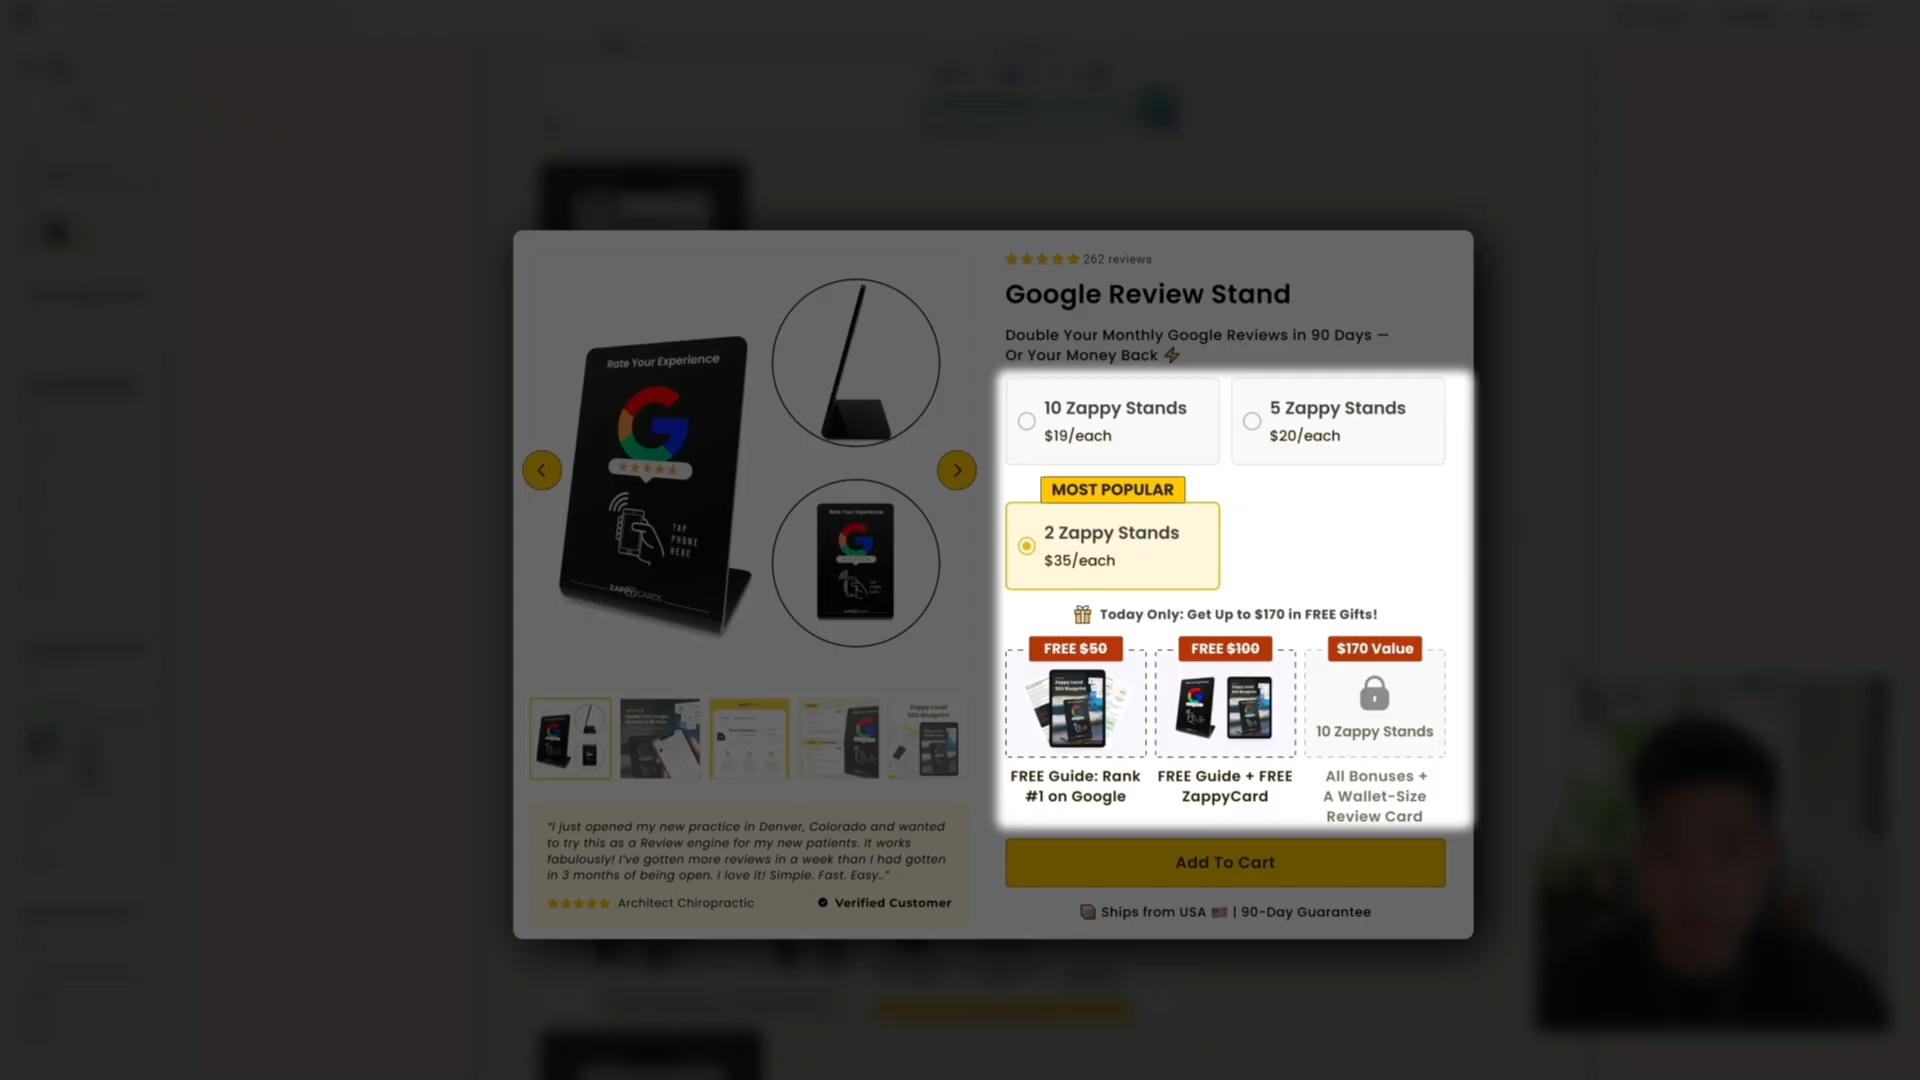 Rate Your Experience
TAP
PHONE
HERE
ZAPPY CARDS
Rate Your Experience
"I just opened my new practice in Denver, Colorado and wanted
to try this as a Review engine for my new patients. It works
fabulously! I've gotten more reviews in a week than I had gotten
in 3 months of being open. I love it! Simple. Fast. Easy.."
Architect Chiropractic
Verified Customer
262 reviews
Google Review Stand
Double Your Monthly Google Reviews in 90 Days —
Or Your Money Back
10 Zappy Stands
$19/each
5 Zappy Stands
$20/each
MOST POPULAR
2 Zappy Stands
$35/each
Today Only: Get Up to $170 in FREE Gifts!
FREE $50
FREE $100
$170 Value
10 Zappy Stands
FREE Guide: Rank
#1 on Google
FREE Guide + FREE
ZappyCard
All Bonuses +
A Wallet-Size
Review Card
Add To Cart
Ships from USA | 90-Day Guarantee